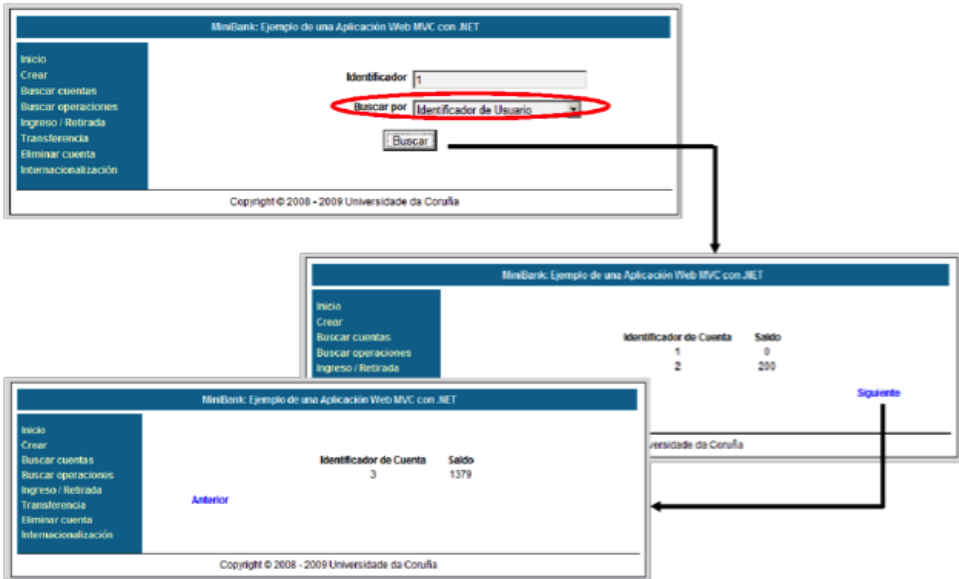 MiniBank: Ejemplo de una Aplicación Web MVC con .NET
Inicio
Crear
Buscar cuentas
Buscar operaciones
Ingreso / Retirada
Transferencia
Eliminar cuenta
Internacionalización
Identificador 1
Buscar por Identificador de Usuario
Buscar
Copyright © 2008 - 2009 Universidade da Coruña
MiniBank: Ejemplo de una Aplicación Web MVC con .NET
Inicio
Crear
Buscar cuentas
Buscar operaciones
Ingreso / Retirada
Identificador de Cuenta Saldo
1 0
2 200
Siguiente
versidade da Coruña
MiniBank: Ejemplo de una Aplicación Web MVC con .NET
Inicio
Crear
Buscar cuentas
Buscar operaciones
Ingreso / Retirada
Transferencia
Eliminar cuenta
Internacionalización
Identificador de Cuenta Saldo
3 1379
Anterior
Copyright © 2008 - 2009 Universidade da Coruña